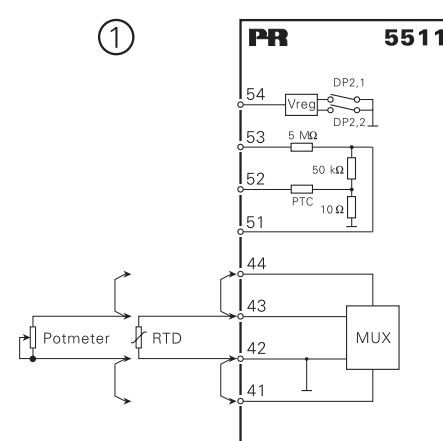 1
PR 5511
DP2,1
54
Vreg
DP2,2
53
5 MΩ
50 kΩ
52
PTC
10 Ω
51
44
43
Potmeter
RTD
MUX
42
41